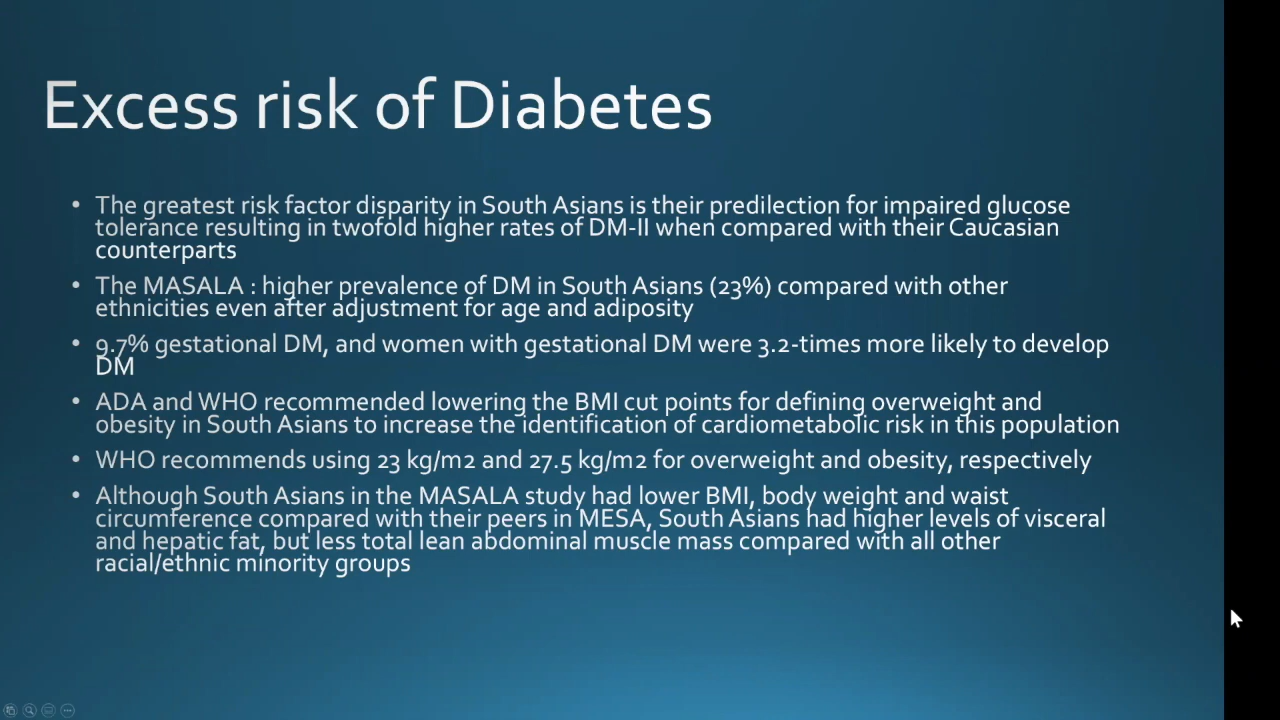 Excess risk of Diabetes
• The greatest risk factor disparity in South Asians is their predilection for impaired glucose
tolerance resulting in twofold higher rates of DM-II when compared with their Caucasian
counterparts
• The MASALA : higher prevalence of DM in South Asians (23%) compared with other
ethnicities even after adjustment for age and adiposity
• 9.7% gestational DM, and women with gestational DM were 3.2-times more likely to develop
DM
• ADA and WHO recommended lowering the BMI cut points for defining overweight and
obesity in South Asians to increase the identification of cardiometabolic risk in this population
• WHO recommends using 23 kg/m2 and 27.5 kg/m2 for overweight and obesity, respectively
• Although South Asians in the MASALA study had lower BMI, body weight and waist
circumference compared with their peers in MESA, South Asians had higher levels of visceral
and hepatic fat, but less total lean abdominal muscle mass compared with all other
racial/ethnic minority groups